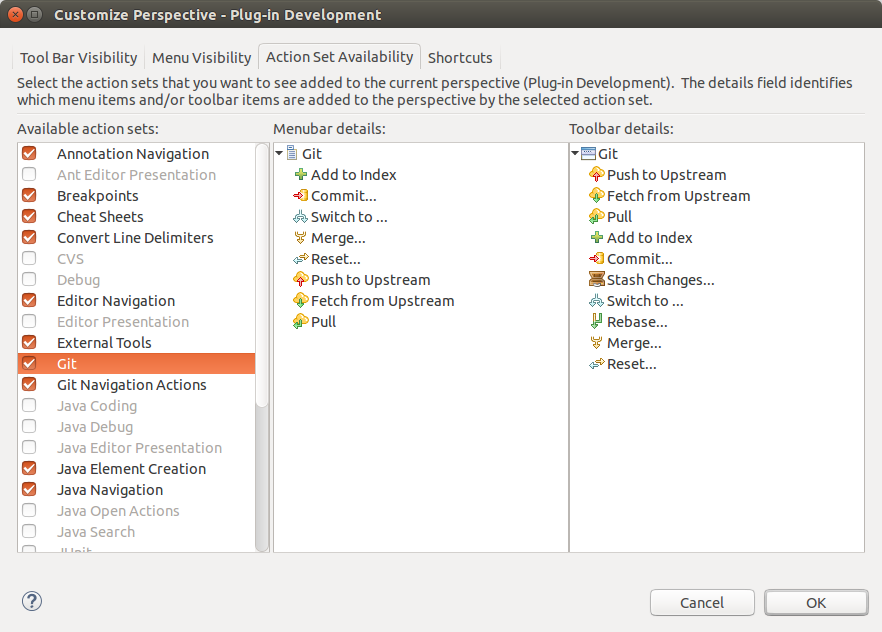 Customize Perspective - Plug-in Development
Tool Bar Visibility
Menu Visibility
Action Set Availability
Shortcuts
Select the action sets that you want to see added to the current perspective (Plug-in Development).  The details field identifies
which menu items and/or toolbar items are added to the perspective by the selected action set.
Available action sets:
Annotation Navigation
Ant Editor Presentation
Breakpoints
Cheat Sheets
Convert Line Delimiters
CVS
Debug
Editor Navigation
Editor Presentation
External Tools
Git
Git Navigation Actions
Java Coding
Java Debug
Java Editor Presentation
Java Element Creation
Java Navigation
Java Open Actions
Java Search
JUnit
Menubar details:
Git
Add to Index
Commit...
Switch to ...
Merge...
Reset...
Push to Upstream
Fetch from Upstream
Pull
Toolbar details:
Git
Push to Upstream
Fetch from Upstream
Pull
Add to Index
Commit...
Stash Changes...
Switch to ...
Rebase...
Merge...
Reset...
?
Cancel
OK